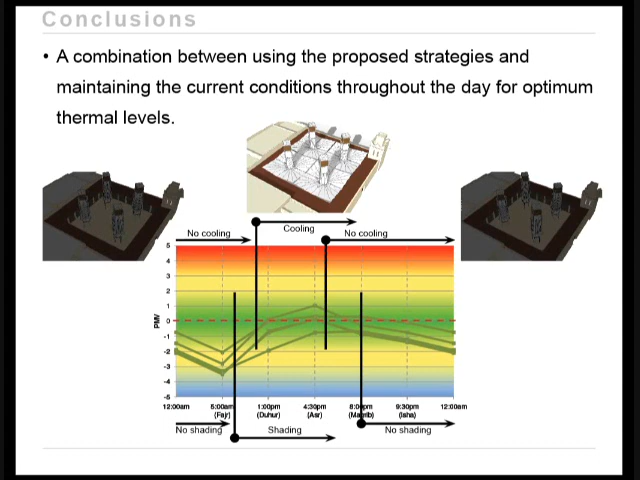 Conclusions
• A combination between using the proposed strategies and
maintaining the current conditions throughout the day for optimum
thermal levels.
No cooling
Cooling
No cooling
5
4
3
2
1
0
-1
-2
-3
-4
-5
PMV
12:00am 5:00am 1:00pm 4:30pm 8:00pm 9:30pm 12:00am
(Fajr) (Duhur) (Asr) (Magrib) (Isha)
No shading
Shading
No shading